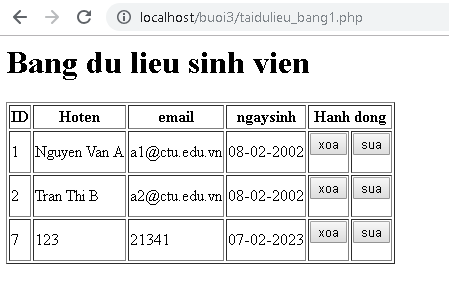 localhost/buoi3/taidulieu_bang1.php
Bang du lieu sinh vien
ID Hoten email ngaysinh Hanh dong
1 Nguyen Van A a1@ctu.edu.vn 08-02-2002 xoa sua
2 Tran Thi B a2@ctu.edu.vn 08-02-2002 xoa sua
7 123 21341 07-02-2023 xoa sua